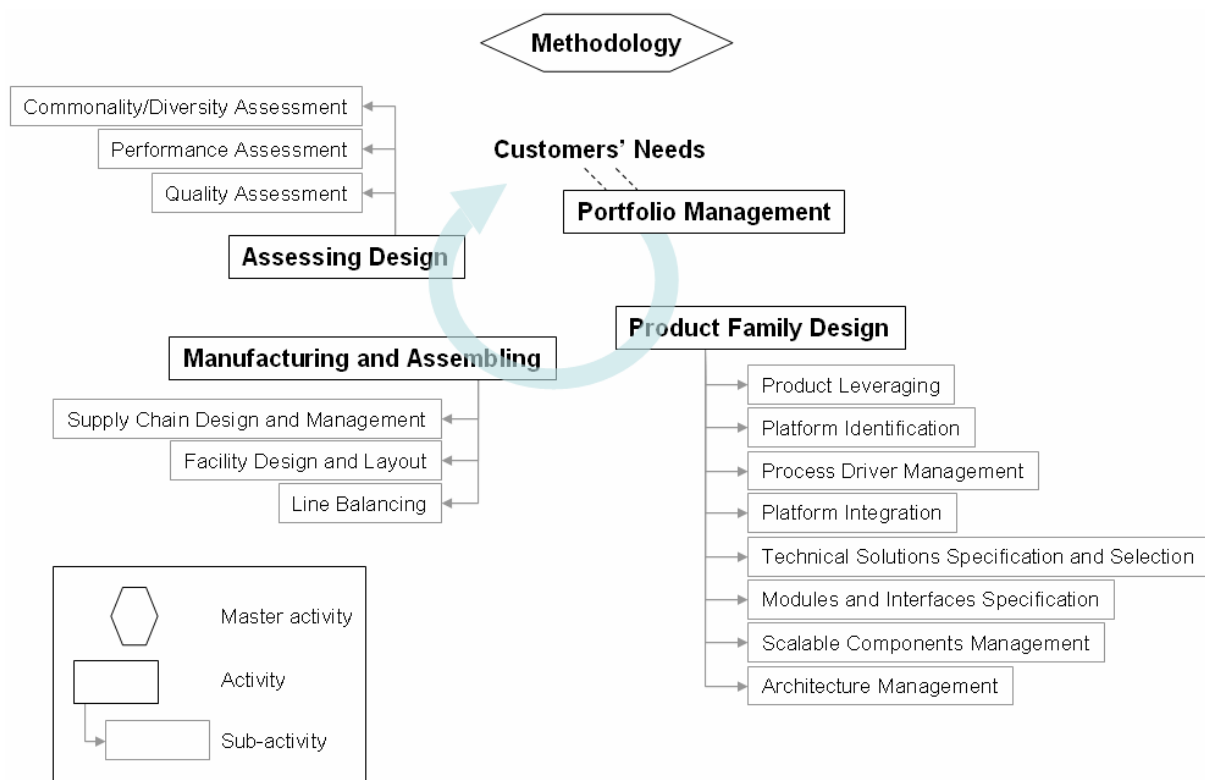 Methodology
Commonality/Diversity Assessment
Performance Assessment
Quality Assessment
Assessing Design
Customers’ Needs
Portfolio Management
Product Family Design
Product Leveraging
Platform Identification
Process Driver Management
Platform Integration
Technical Solutions Specification and Selection
Modules and Interfaces Specification
Scalable Components Management
Architecture Management
Manufacturing and Assembling
Supply Chain Design and Management
Facility Design and Layout
Line Balancing
Master activity
Activity
Sub-activity